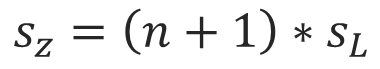 s_z = (n + 1) * s_L